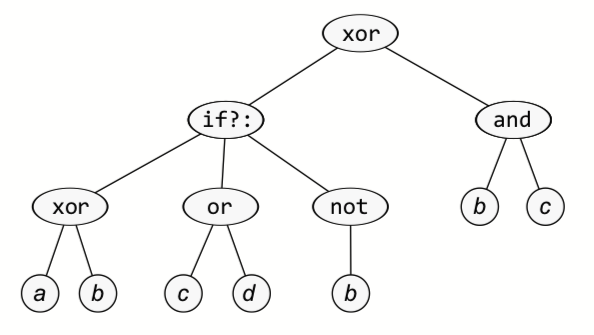 xor
if?: and
xor or not b c
a b c d b